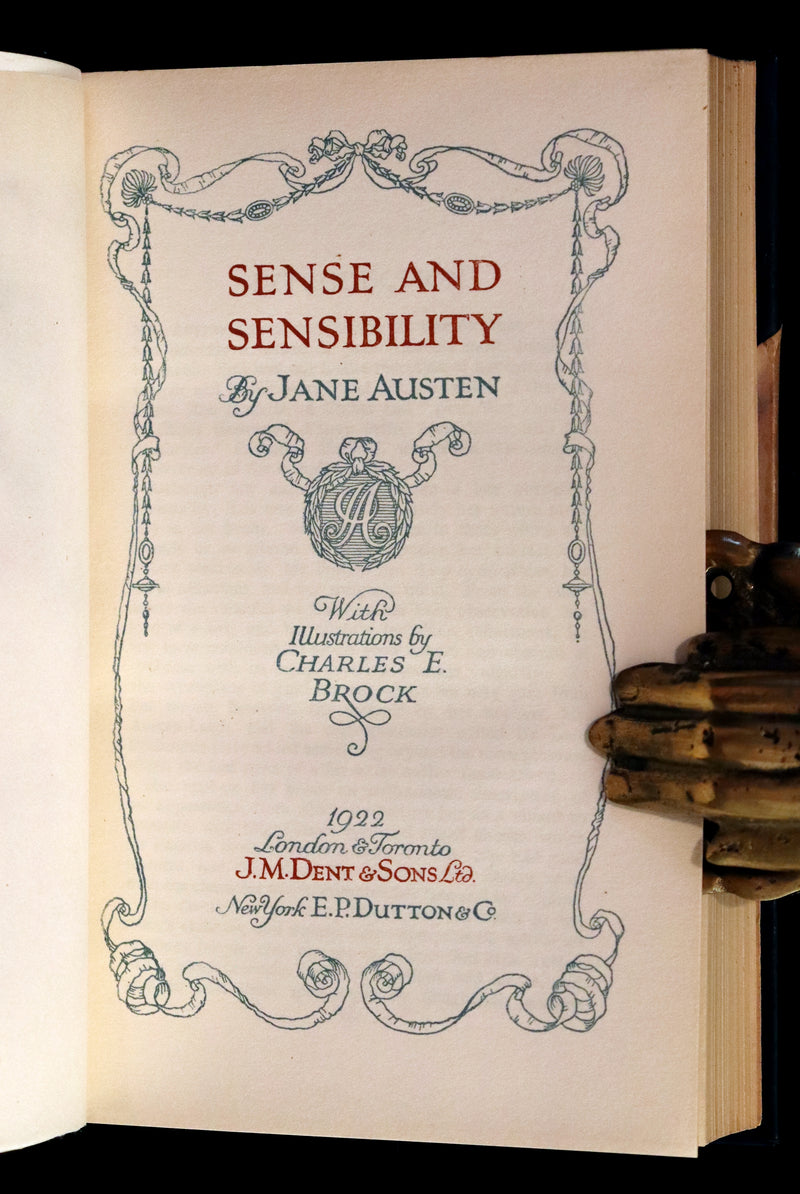 SENSE AND
SENSIBILITY
By JANE AUSTEN
JA
With
Illustrations by
CHARLES E.
BROCK
1922
London & Toronto
J.M. DENT & SONS Ltd.
New York E.P. DUTTON & Co.